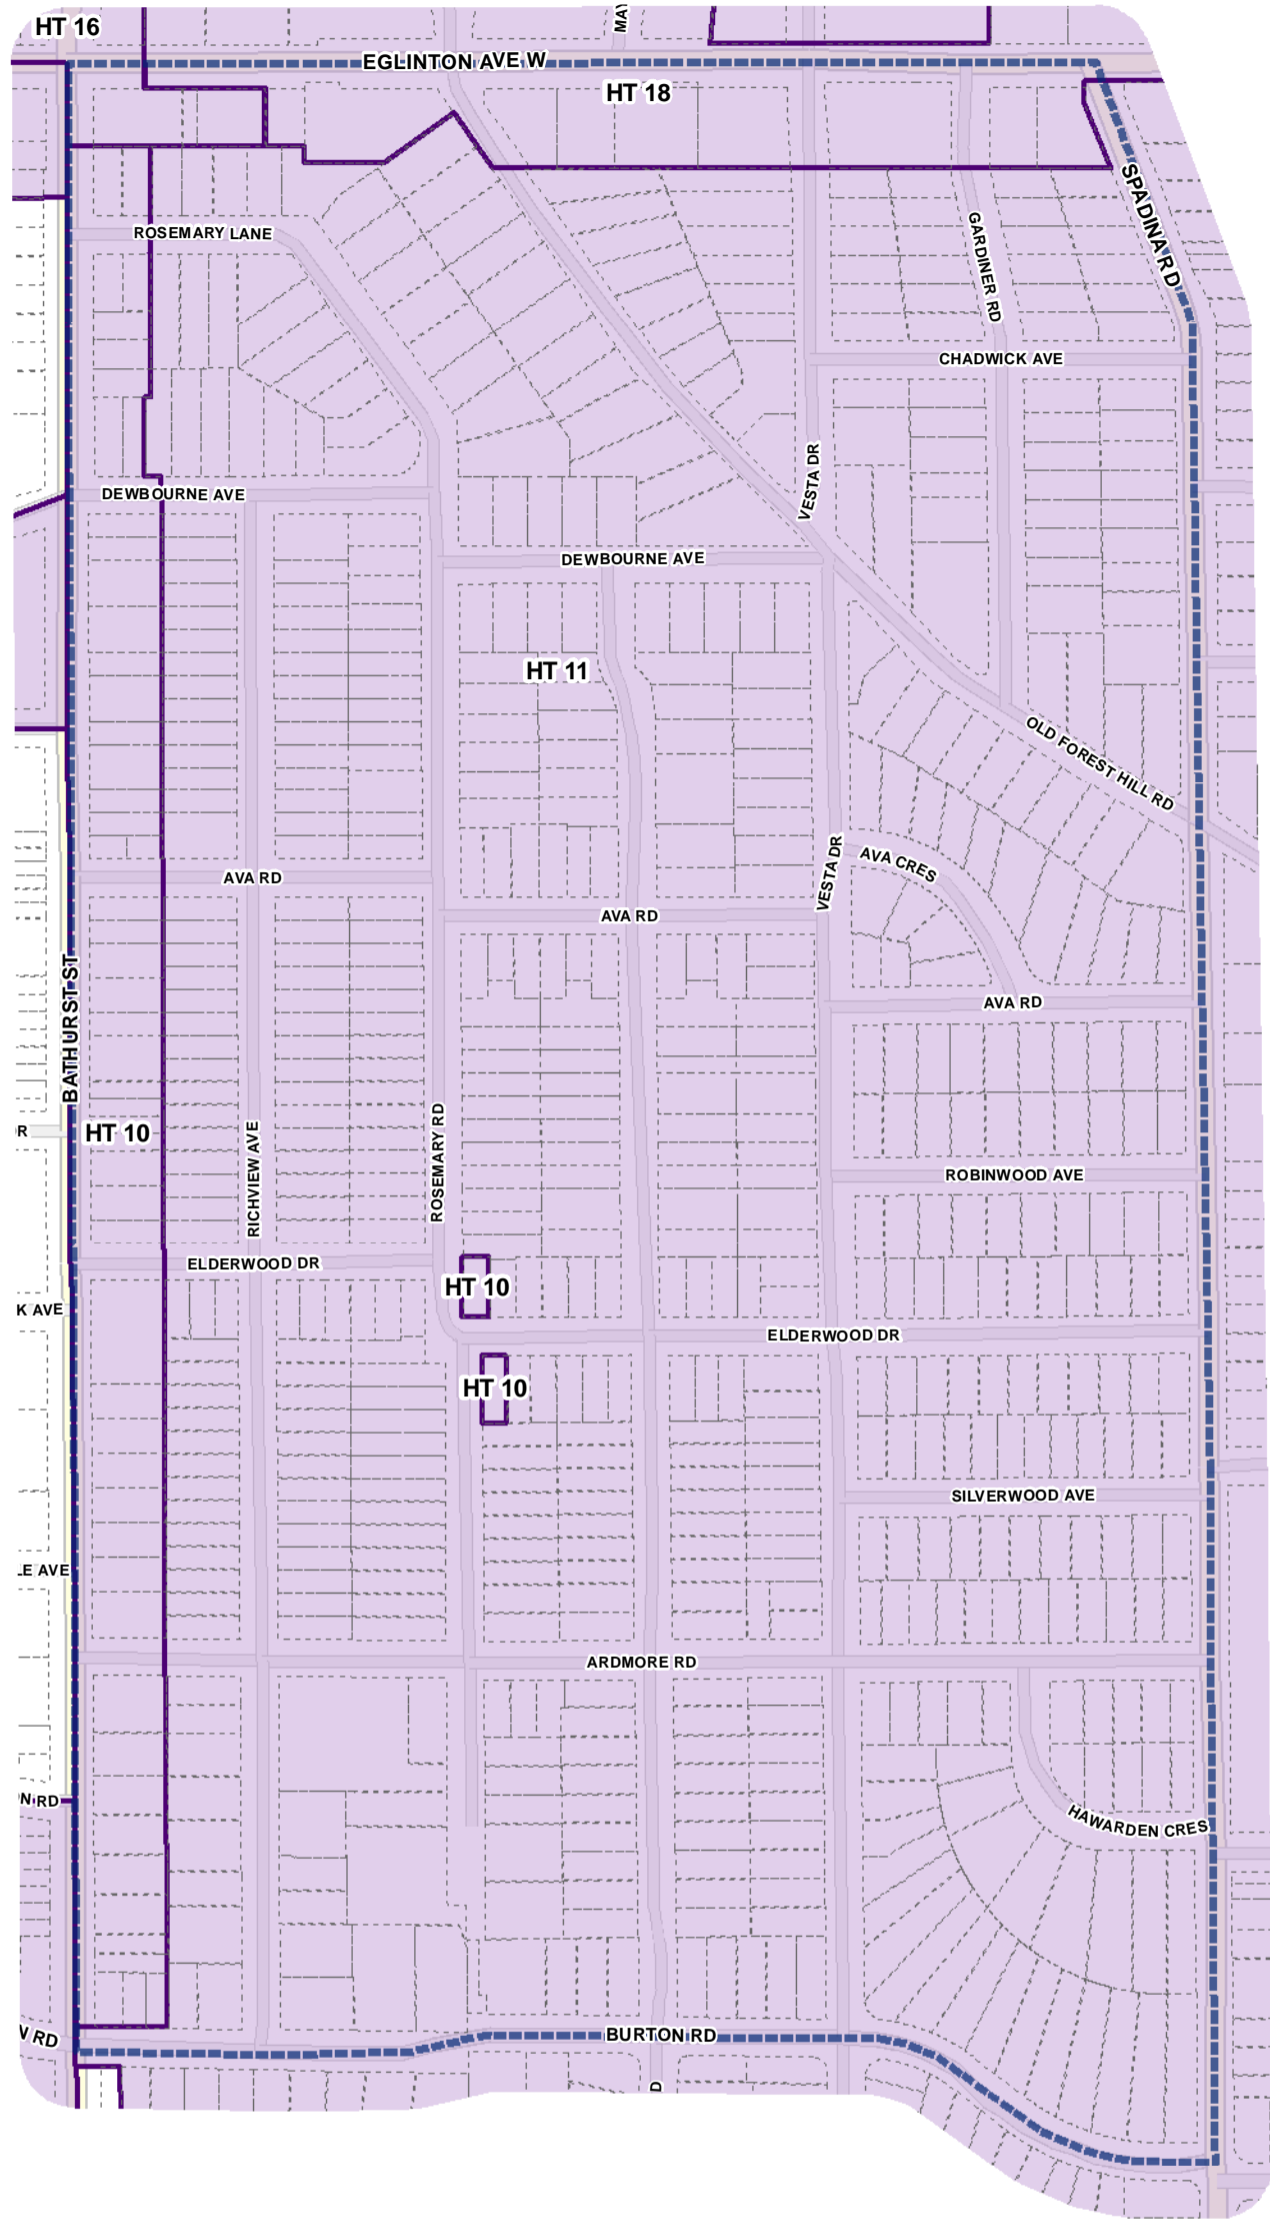 HT 16
MAY
EGLINTON AVE W
HT 18
SPADINA RD
ROSEMARY LANE
GARDINER RD
CHADWICK AVE
VESTA DR
DEWBOURNE AVE
DEWBOURNE AVE
HT 11
OLD FOREST HILL RD
VESTA DR
AVA CRES
AVA RD
AVA RD
BATHURST ST
AVA RD
HT 10
RICHVIEW AVE
ROSEMARY RD
ROBINWOOD AVE
ELDERWOOD DR
HT 10
K AVE
ELDERWOOD DR
HT 10
SILVERWOOD AVE
LE AVE
ARDMORE RD
N RD
HAWARDEN CRES
N RD
BURTON RD
D